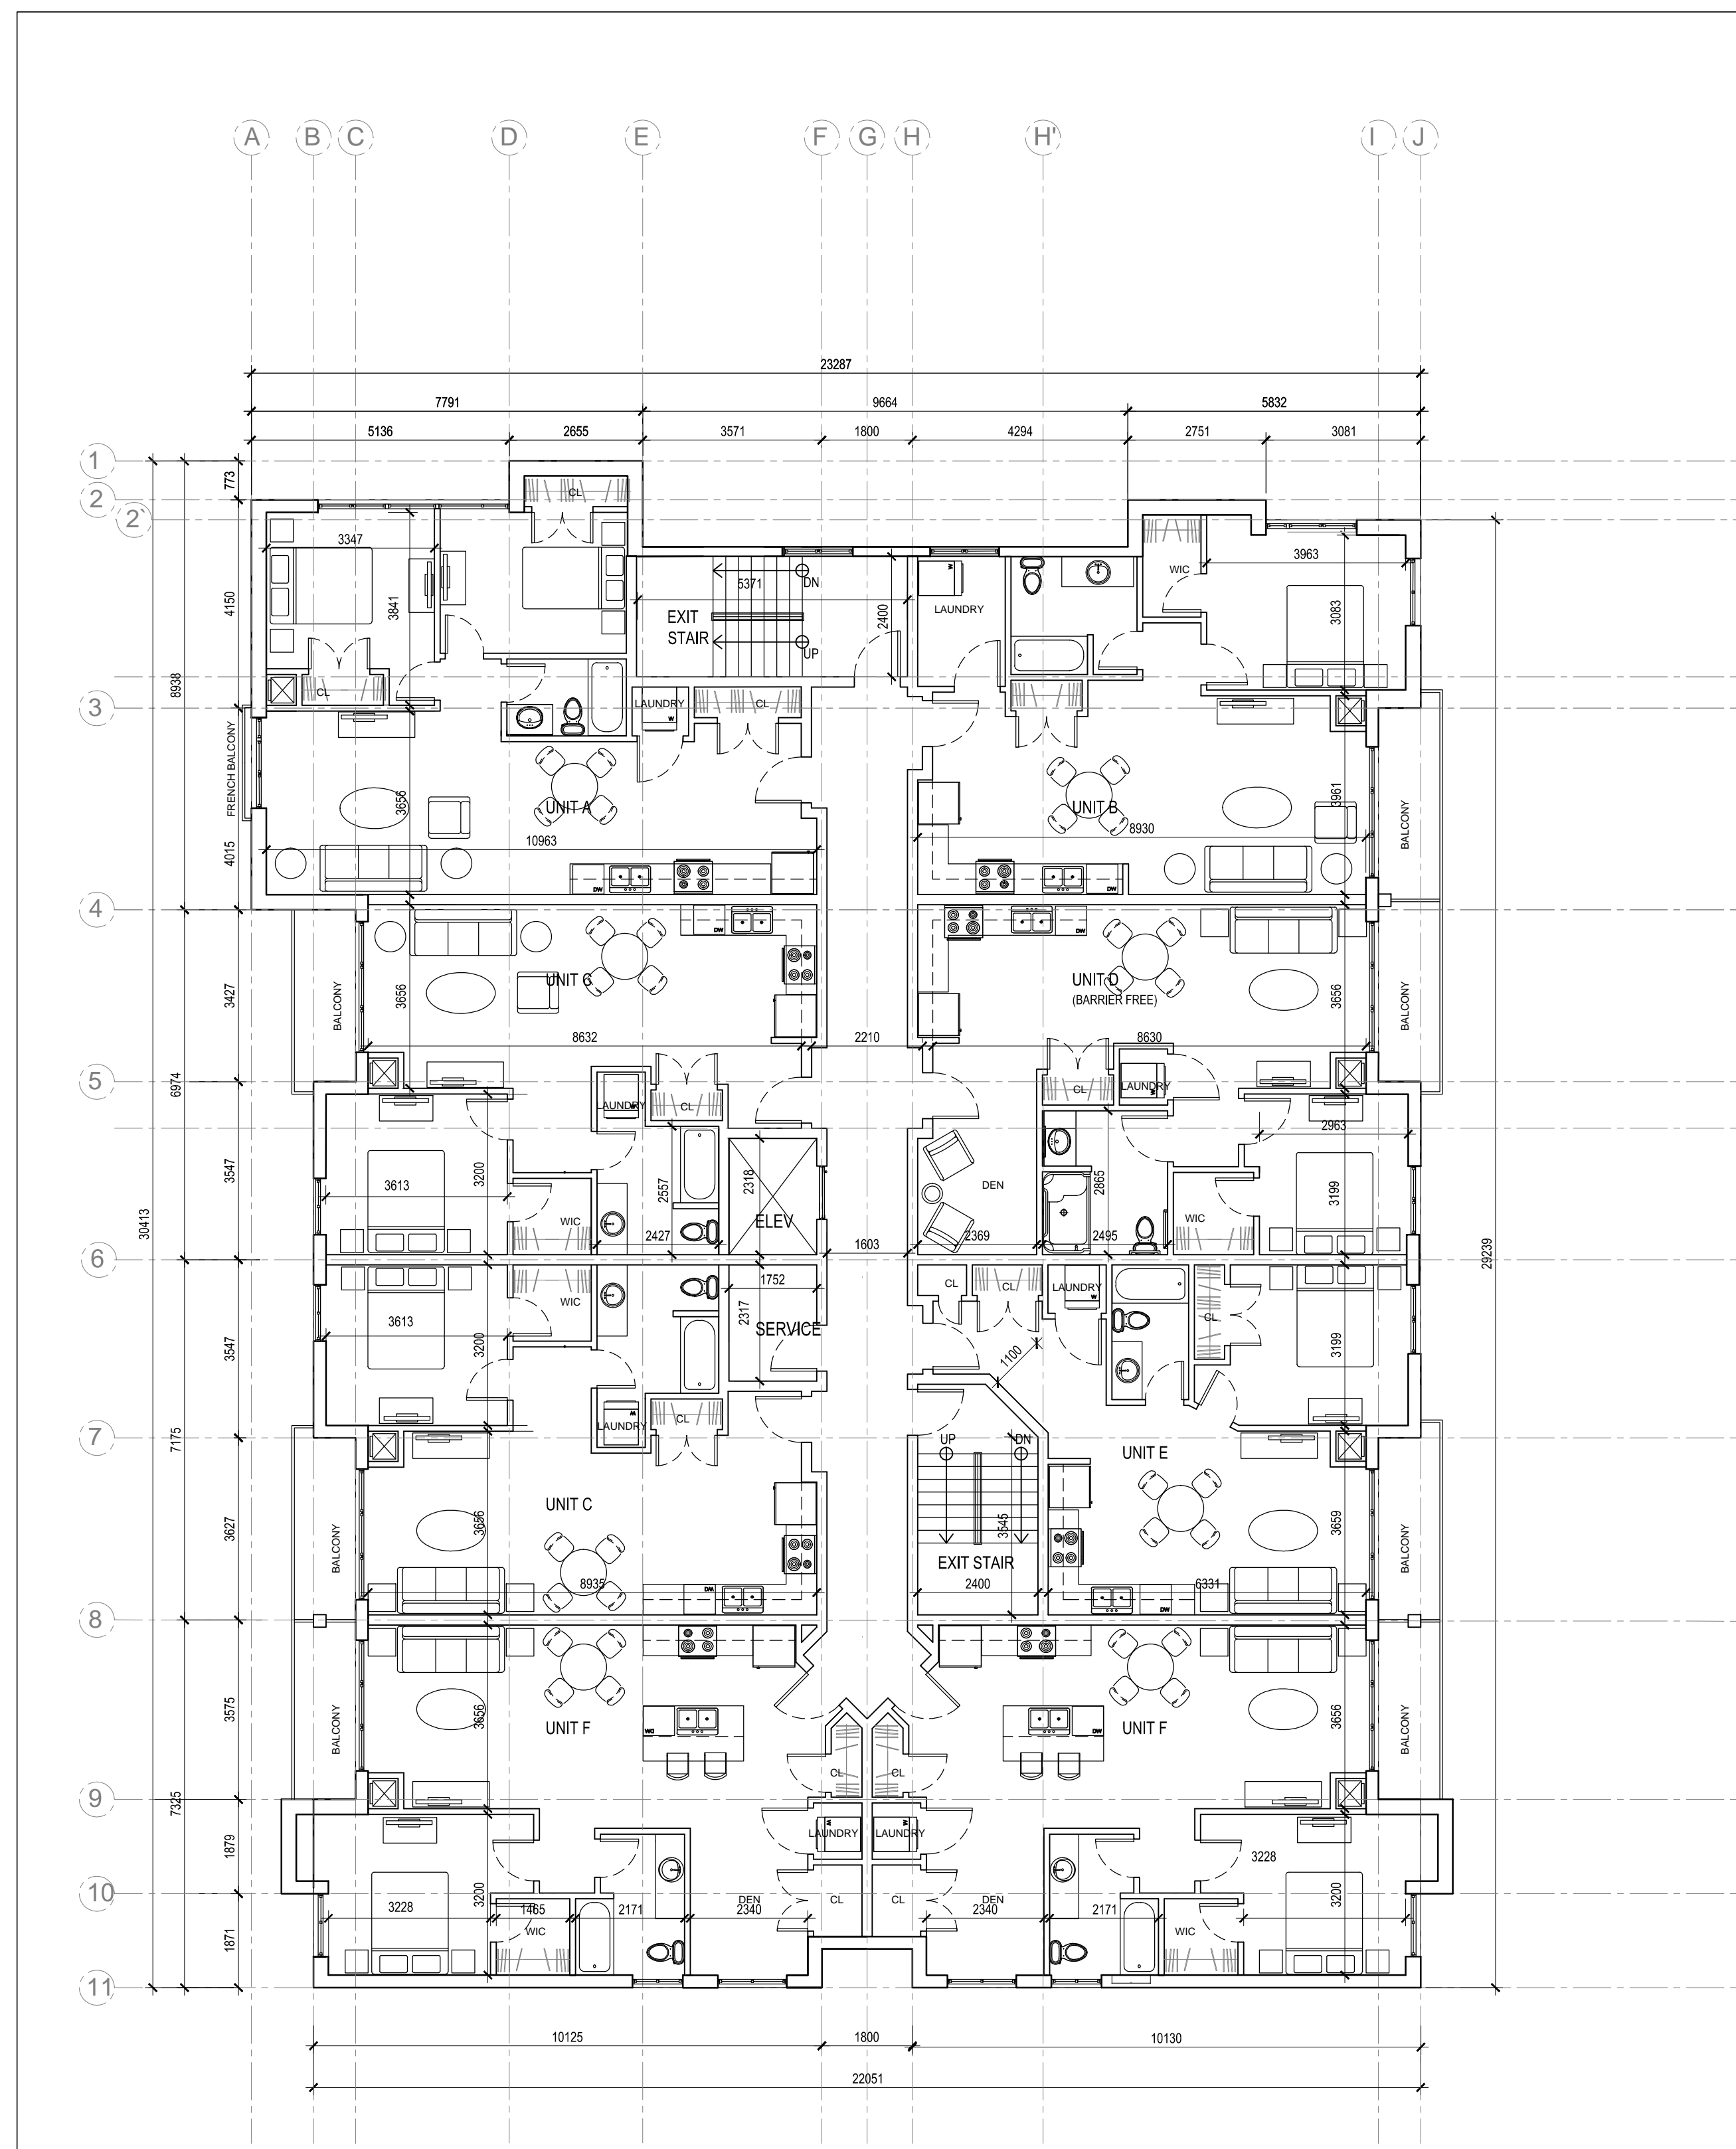 A B C D E F G H H' I J
23287
7791 9664 5832
5136 2655 3571 1800 4294 2751 3081
1
773
CL
2
2'
3347
5371
DN
WIC
3963
4150
3841
EXIT
STAIR
2400
LAUNDRY
3083
UP
8938
CL
LAUNDRY
CL
3
FRENCH BALCONY
3656
UNIT A
UNIT B
3961
BALCONY
8930
10963
4015
DW
DW
4
DW
DW
UNIT 6
UNIT D
(BARRIER FREE)
BALCONY
3427
3656
3656
BALCONY
8632
2210
8630
5
6974
LAUNDRY
CL
CL
LAUNDRY
2963
3547
3613
3200
2557
2318
DEN
2865
3199
WIC
ELEV
WIC
30413
2427
2369
2495
6
1603
29239
WIC
1752
CL
CL
LAUNDRY
3613
2317
SERVICE
CL
3547
3200
1100
3199
LAUNDRY
CL
7
7175
UP
DN
UNIT E
UNIT C
3627
BALCONY
3656
3545
3659
BALCONY
EXIT STAIR
8935
2400
6331
DW
DW
8
3575
BALCONY
3656
UNIT F
DW
DW
UNIT F
3656
BALCONY
CL
CL
9
7325
1879
LAUNDRY
LAUNDRY
3228
10
3228
3200
1465
2171
DEN
2340
CL
CL
DEN
2340
2171
3200
WIC
WIC
1871
11
10125 1800 10130
22051